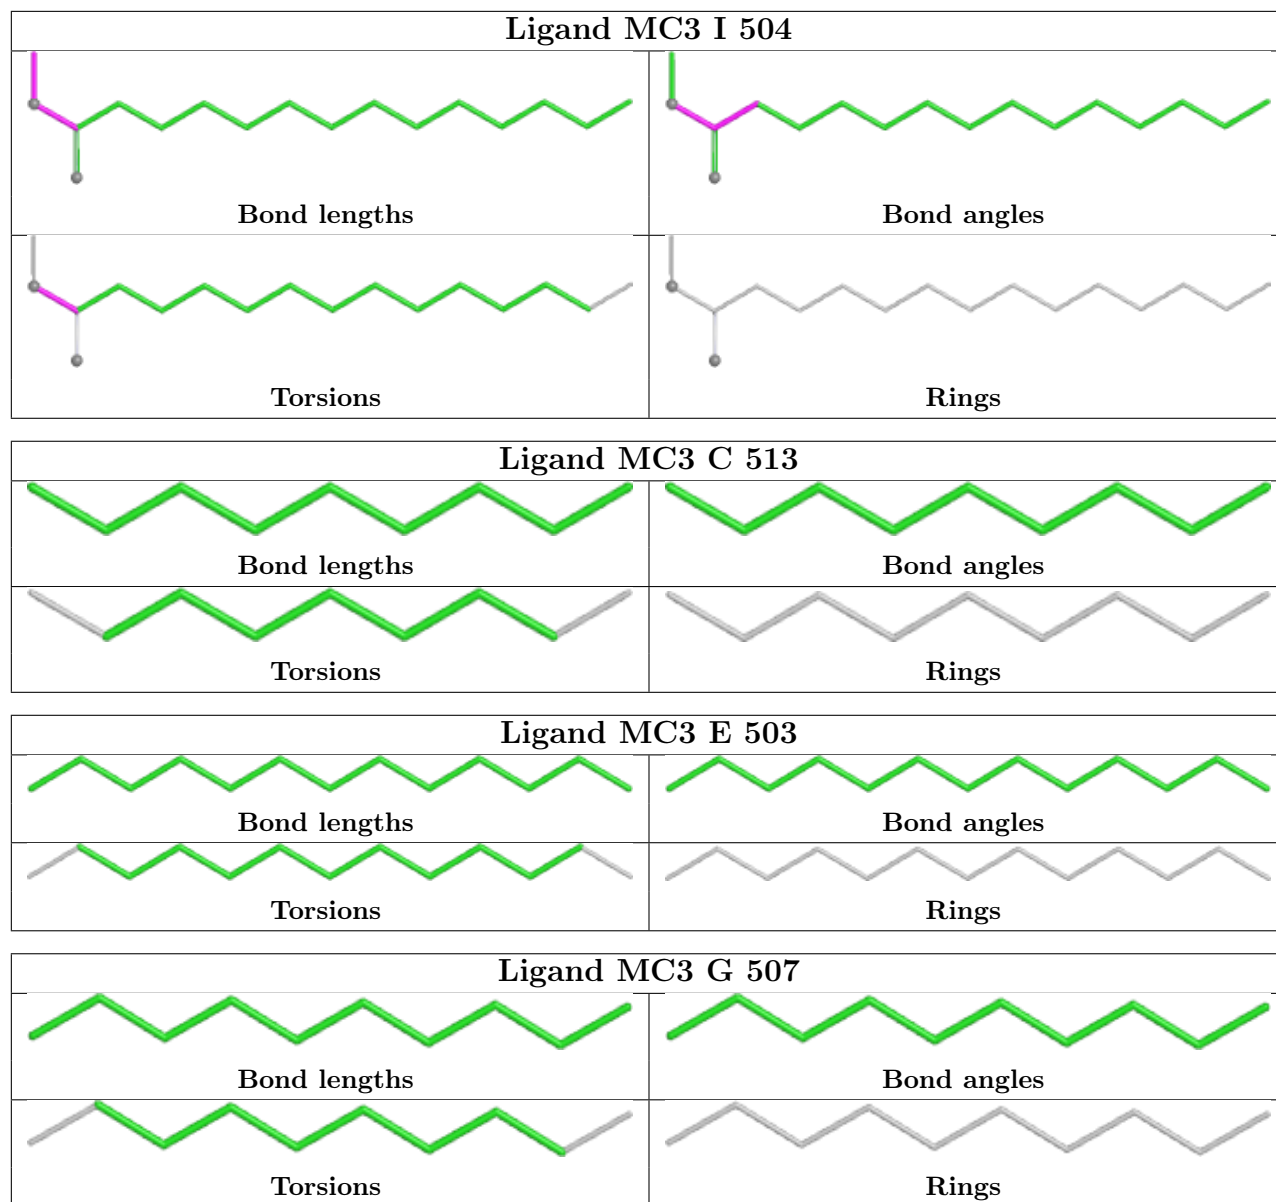 Ligand MC3 I 504
Bond lengths Bond angles
Torsions Rings
Ligand MC3 C 513
Bond lengths Bond angles
Torsions Rings
Ligand MC3 E 503
Bond lengths Bond angles
Torsions Rings
Ligand MC3 G 507
Bond lengths Bond angles
Torsions Rings